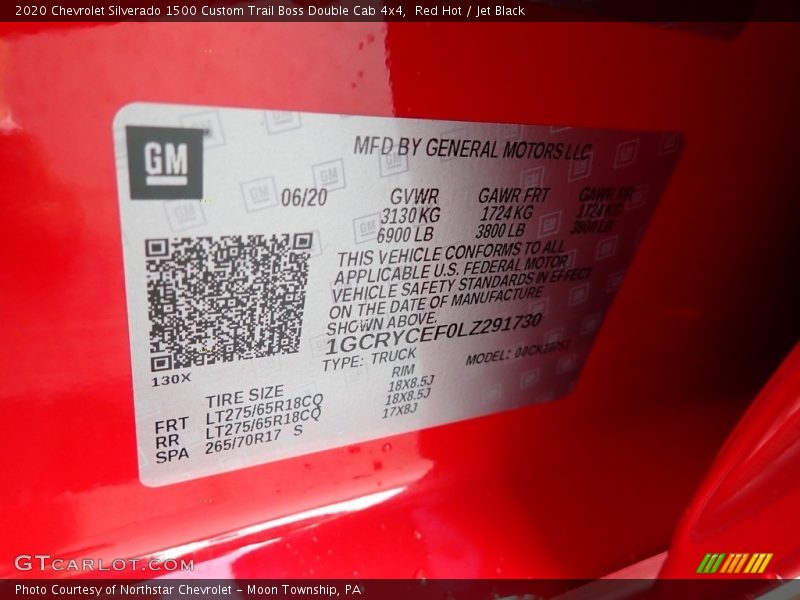 2020 Chevrolet Silverado 1500 Custom Trail Boss Double Cab 4x4, Red Hot / Jet Black
GM
MFD BY GENERAL MOTORS LLC
06/20 GVWR GAWR FRT GAWR RR
3130 KG 1724 KG 1724 KG
6900 LB 3800 LB 3800 LB
THIS VEHICLE CONFORMS TO ALL
APPLICABLE U.S. FEDERAL MOTOR
VEHICLE SAFETY STANDARDS IN EFFECT
ON THE DATE OF MANUFACTURE
SHOWN ABOVE.
1GCRYCEF0LZ291730
TYPE: TRUCK MODEL:
130X
TIRE SIZE RIM
FRT LT275/65R18CQ 18X8.5J
RR LT275/65R18CQ 18X8.5J
SPA 265/70R17 S 17X8J
GTCARLOT.COM
Photo Courtesy of Northstar Chevrolet - Moon Township, PA